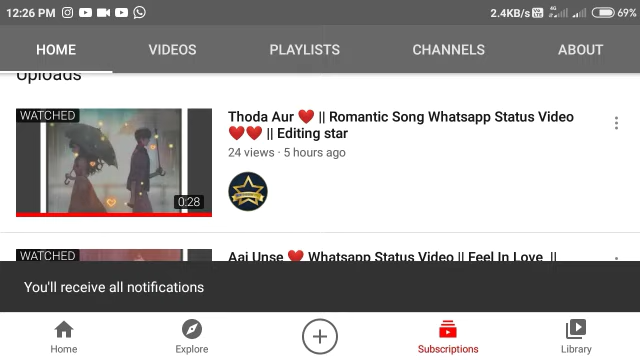 12:26 PM 2.4KB/s 4G 69%
HOME VIDEOS PLAYLISTS CHANNELS ABOUT
Uploads
WATCHED
Thoda Aur ❤️ || Romantic Song Whatsapp Status Video
❤️❤️ || Editing star
24 views · 5 hours ago
0:28
WATCHED
Aaj Unse ❤️ Whatsapp Status Video || Feel In Love ||
You'll receive all notifications
Home Explore Subscriptions Library